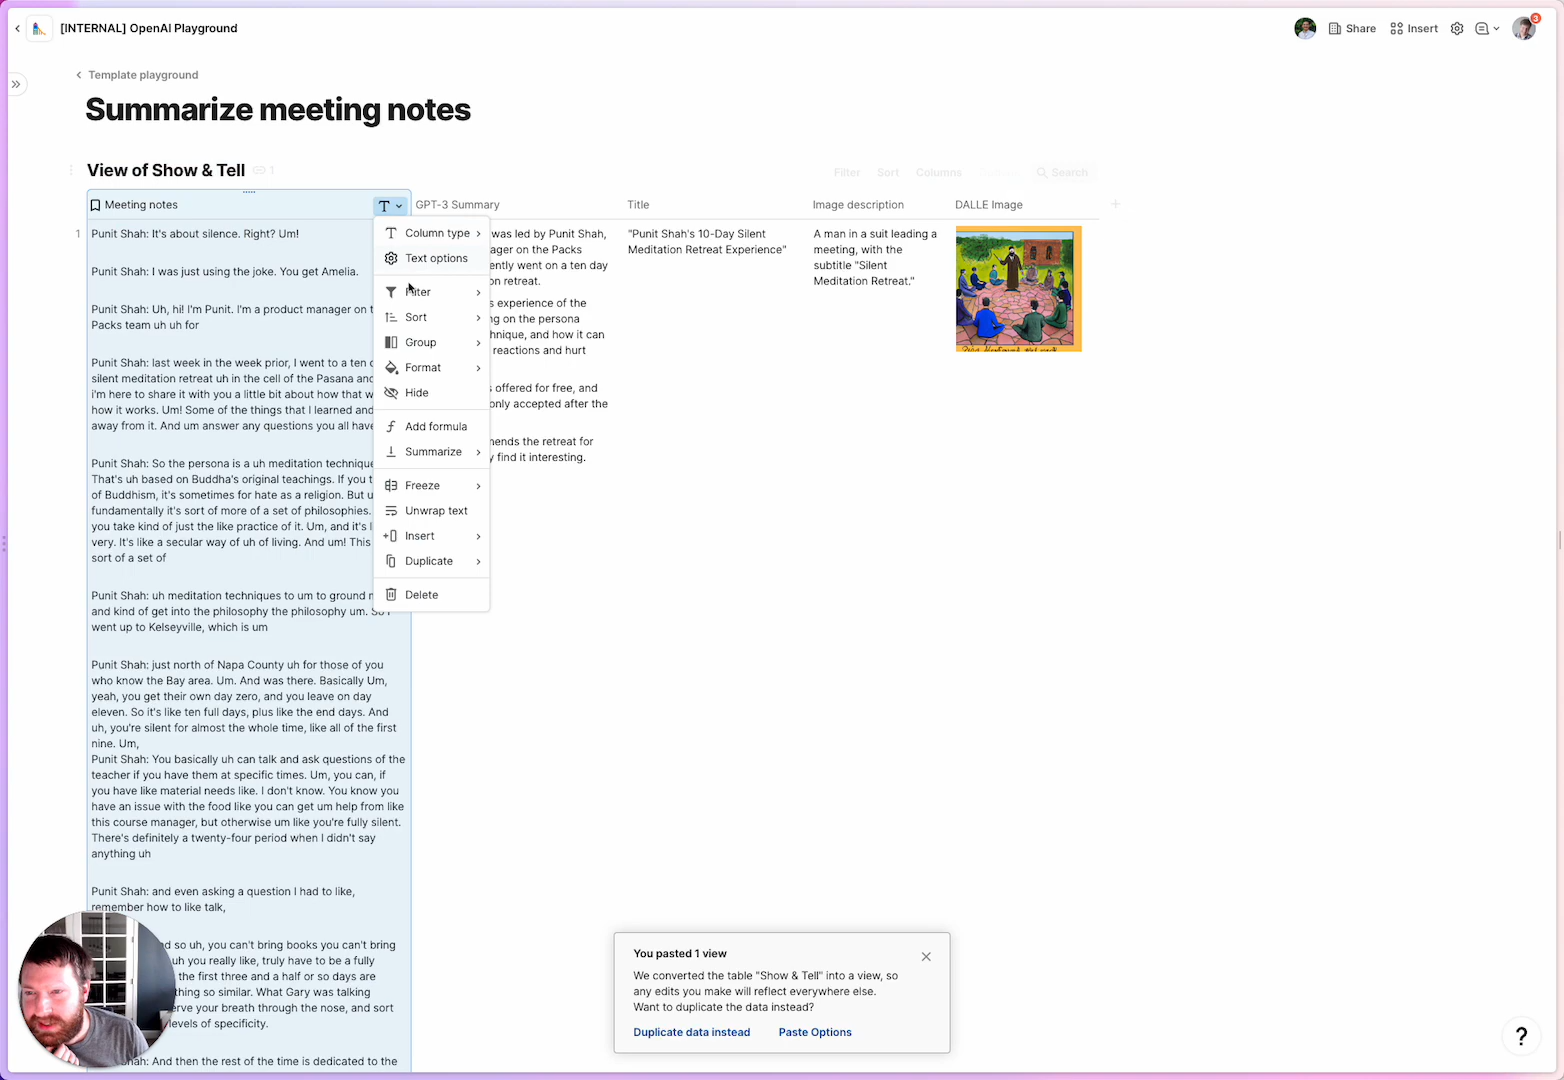 [INTERNAL] OpenAI Playground
Share
Insert
3
Template playground
Summarize meeting notes
View of Show & Tell
1
Filter
Sort
Columns
Search
Meeting notes
GPT-3 Summary
Title
Image description
DALLE Image
1
Punit Shah: It's about silence. Right? Um!
Punit Shah: I was just using the joke. You get Amelia.
Punit Shah: Uh, hi! I'm Punit. I'm a product manager on t
Packs team uh uh for
Punit Shah: last week in the week prior, I went to a ten
silent meditation retreat uh in the cell of the Pasana and
i'm here to share it with you a little bit about how that w
how it works. Um! Some of the things that I learned and
away from it. And um answer any questions you all have
Punit Shah: So the persona is a uh meditation technique
That's uh based on Buddha's original teachings. If you t
of Buddhism, it's sometimes for hate as a religion. But u
fundamentally it's sort of more of a set of philosophies.
you take kind of just the like practice of it. Um, and it's l
very. It's like a secular way of uh of living. And um! This
sort of a set of
Punit Shah: uh meditation techniques to um to ground
and kind of get into the philosophy the philosophy um. So I
went up to Kelseyville, which is um
Punit Shah: just north of Napa County uh for those of you
who know the Bay area. Um. And was there. Basically Um,
yeah, you get their own day zero, and you leave on day
eleven. So it's like ten full days, plus like the end days. And
uh, you're silent for almost the whole time, like all of the first
nine. Um,
Punit Shah: You basically uh can talk and ask questions of the
teacher if you have them at specific times. Um, you can, if
you have like material needs like. I don't know. You know you
have an issue with the food like you can get um help from like
this course manager, but otherwise um like you're fully silent.
There's definitely a twenty-four period when I didn't say
anything uh
Punit Shah: and even asking a question I had to like,
remember how to like talk,
d so uh, you can't bring books you can't bring
uh you really like, truly have to be a fully
the first three and a half or so days are
thing so similar. What Gary was talking
erve your breath through the nose, and sort
levels of specificity.
hah: And then the rest of the time is dedicated to the
Column type
Text options
Filter
Sort
Group
Format
Hide
Add formula
Summarize
Freeze
Unwrap text
Insert
Duplicate
Delete
was led by Punit Shah,
ager on the Packs
ently went on a ten day
on retreat.
s experience of the
ng on the persona
hnique, and how it can
reactions and hurt
s offered for free, and
only accepted after the
mends the retreat for
y find it interesting.
"Punit Shah's 10-Day Silent
Meditation Retreat Experience"
A man in a suit leading a
meeting, with the
subtitle "Silent
Meditation Retreat."
You pasted 1 view
We converted the table "Show & Tell" into a view, so
any edits you make will reflect everywhere else.
Want to duplicate the data instead?
Duplicate data instead
Paste Options
?